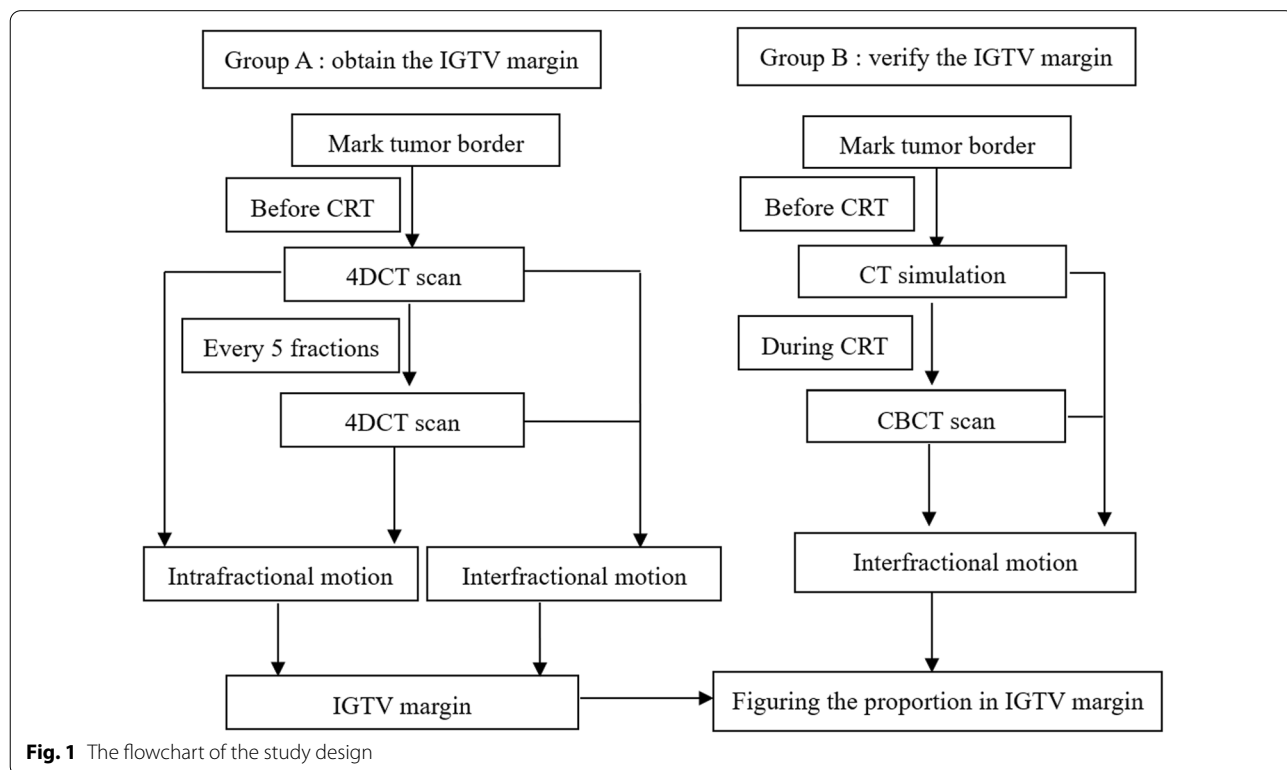 Group A : obtain the IGTV margin
Mark tumor border
Before CRT
4DCT scan
Every 5 fractions
4DCT scan
Intrafractional motion
Interfractional motion
IGTV margin
Group B : verify the IGTV margin
Mark tumor border
Before CRT
CT simulation
During CRT
CBCT scan
Interfractional motion
Figuring the proportion in IGTV margin
Fig. 1 The flowchart of the study design